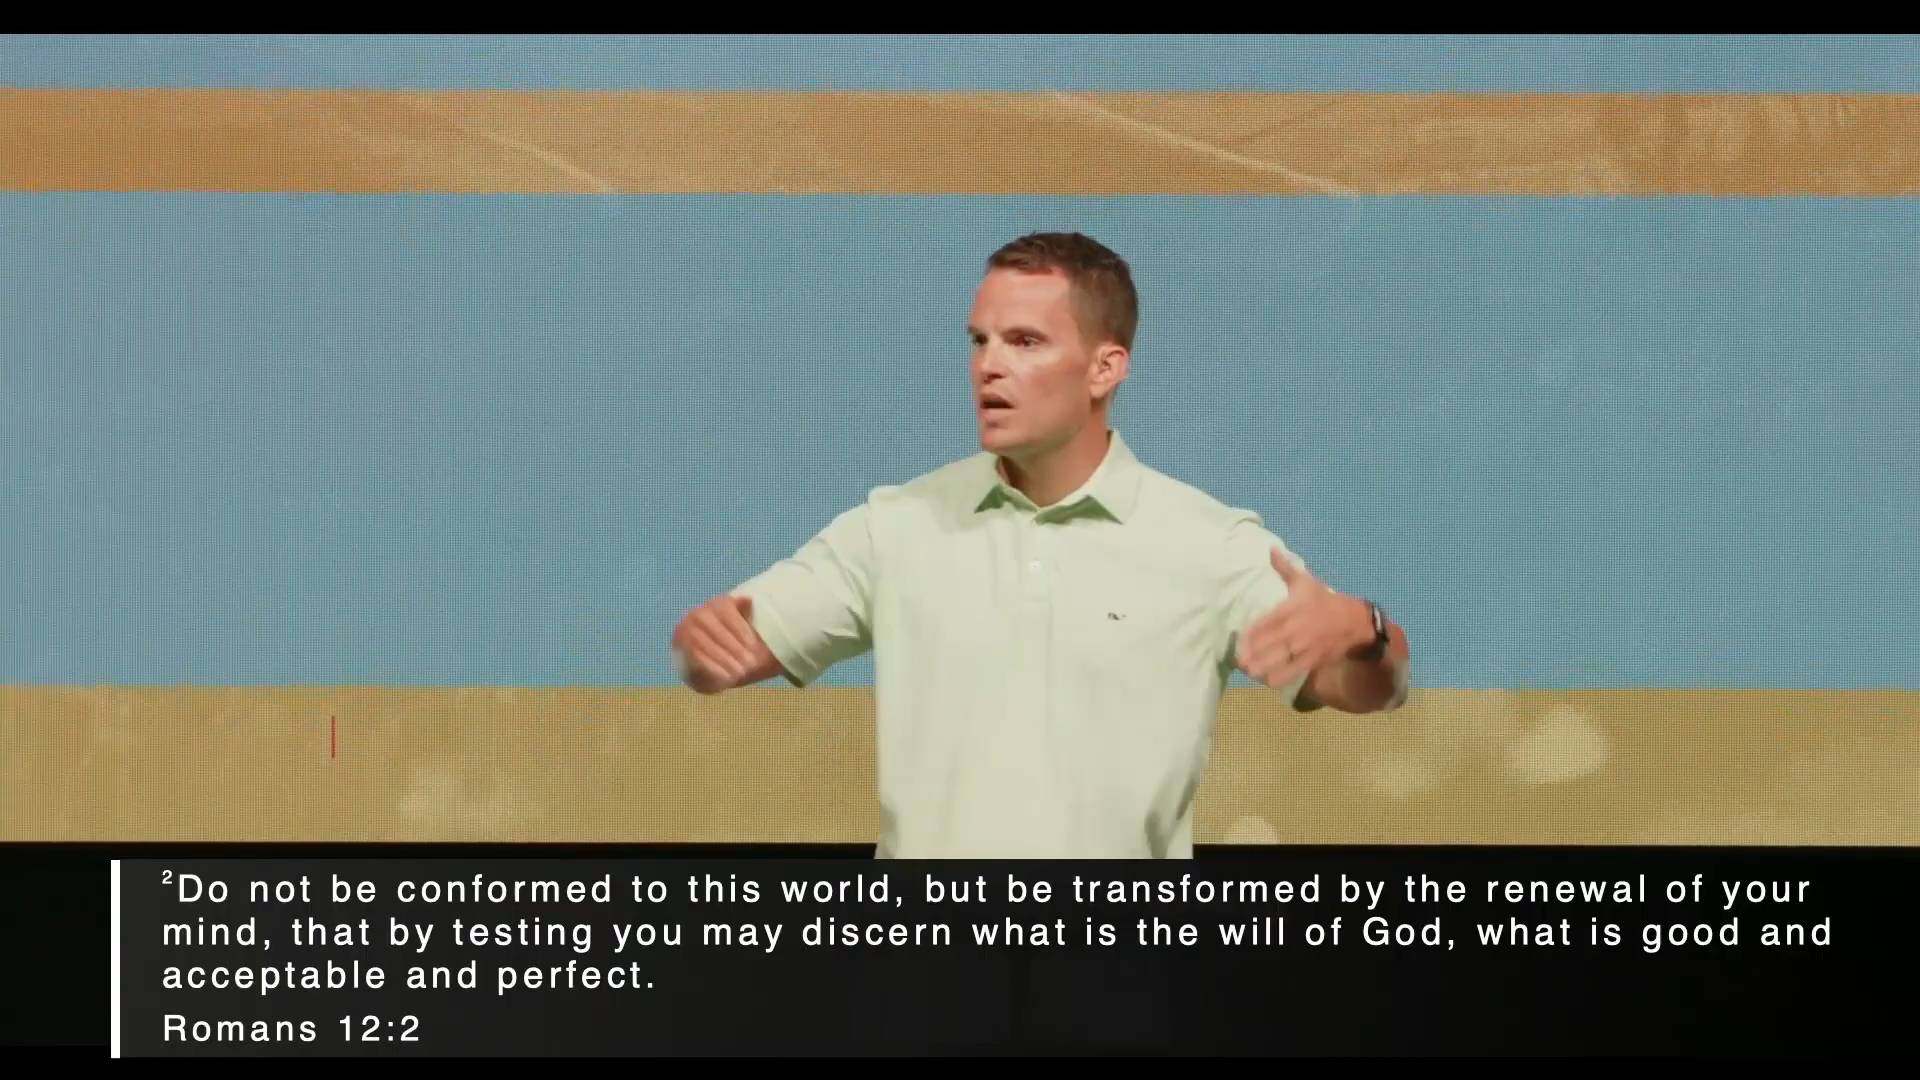 ²Do not be conformed to this world, but be transformed by the renewal of your
mind, that by testing you may discern what is the will of God, what is good and
acceptable and perfect.
Romans 12:2